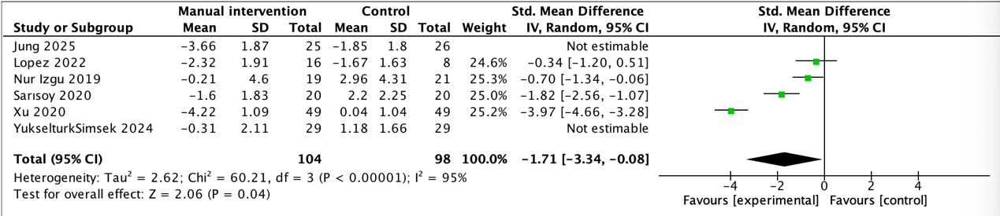 Manual intervention Control Std. Mean Difference Std. Mean Difference
Study or Subgroup Mean SD Total Mean SD Total Weight IV, Random, 95% CI IV, Random, 95% CI
Jung 2025 −3.66 1.87 25 −1.85 1.8 26 Not estimable
Lopez 2022 −2.32 1.91 16 −1.67 1.63 8 24.6% −0.34 [−1.20, 0.51]
Nur Izgu 2019 −0.21 4.6 19 2.96 4.31 21 25.3% −0.70 [−1.34, −0.06]
Sarısoy 2020 −1.6 1.83 20 2.2 2.25 20 25.0% −1.82 [−2.56, −1.07]
Xu 2020 −4.22 1.09 49 0.04 1.04 49 25.2% −3.97 [−4.66, −3.28]
YukselturkSimsek 2024 −0.31 2.11 29 1.18 1.66 29 Not estimable
Total (95% CI) 104 98 100.0% −1.71 [−3.34, −0.08]
Heterogeneity: Tau² = 2.62; Chi² = 60.21, df = 3 (P < 0.00001); I² = 95%
Test for overall effect: Z = 2.06 (P = 0.04)
−4 −2 0 2 4
Favours [experimental] Favours [control]